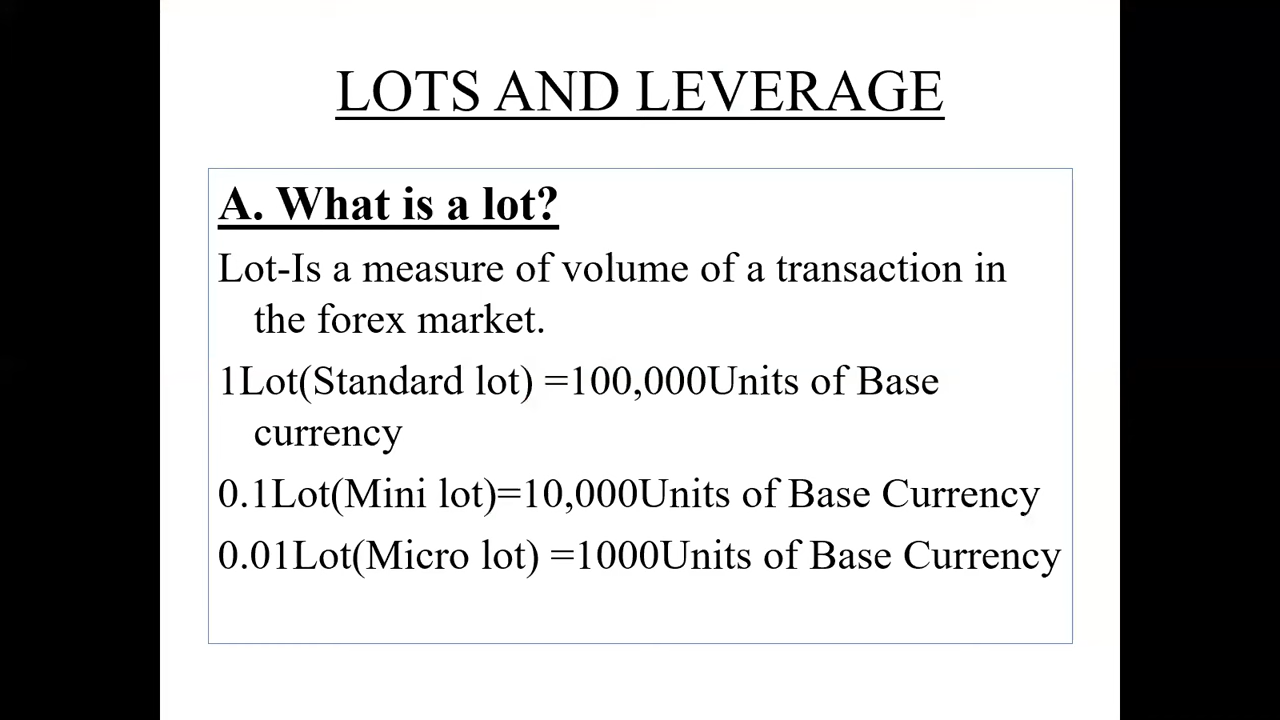 LOTS AND LEVERAGE
A. What is a lot?
Lot-Is a measure of volume of a transaction in
the forex market.
1Lot(Standard lot) =100,000Units of Base
currency
0.1Lot(Mini lot)=10,000Units of Base Currency
0.01Lot(Micro lot) =1000Units of Base Currency